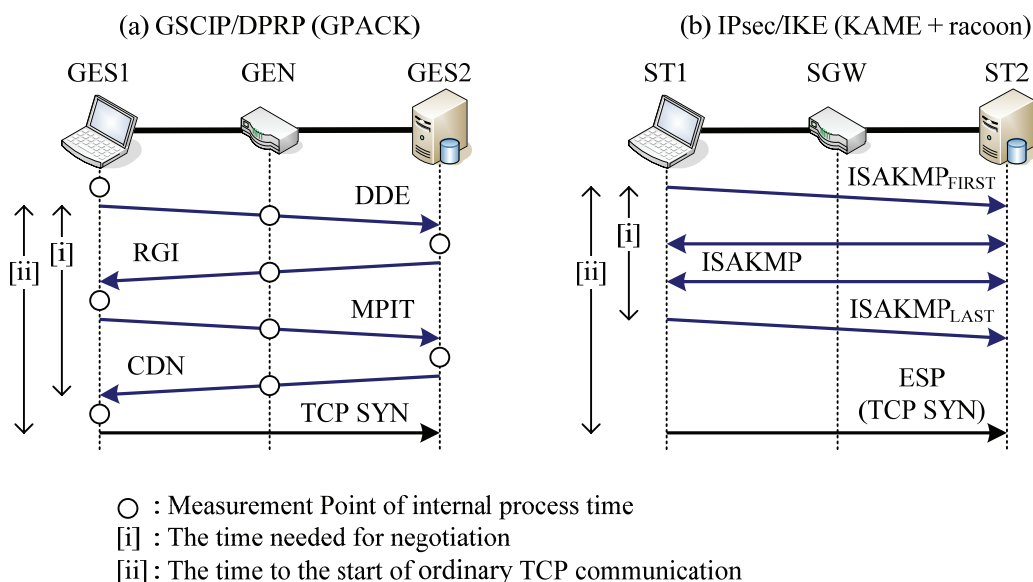 (a) GSCIP/DPRP (GPACK)
GES1
GEN
GES2
DDE
[i]
[ii]
RGI
MPIT
CDN
TCP SYN
(b) IPsec/IKE (KAME + racoon)
ST1
SGW
ST2
ISAKMPFIRST
[i]
[ii]
ISAKMP
ISAKMPLAST
ESP
(TCP SYN)
: Measurement Point of internal process time
[i] : The time needed for negotiation
[ii] : The time to the start of ordinary TCP communication